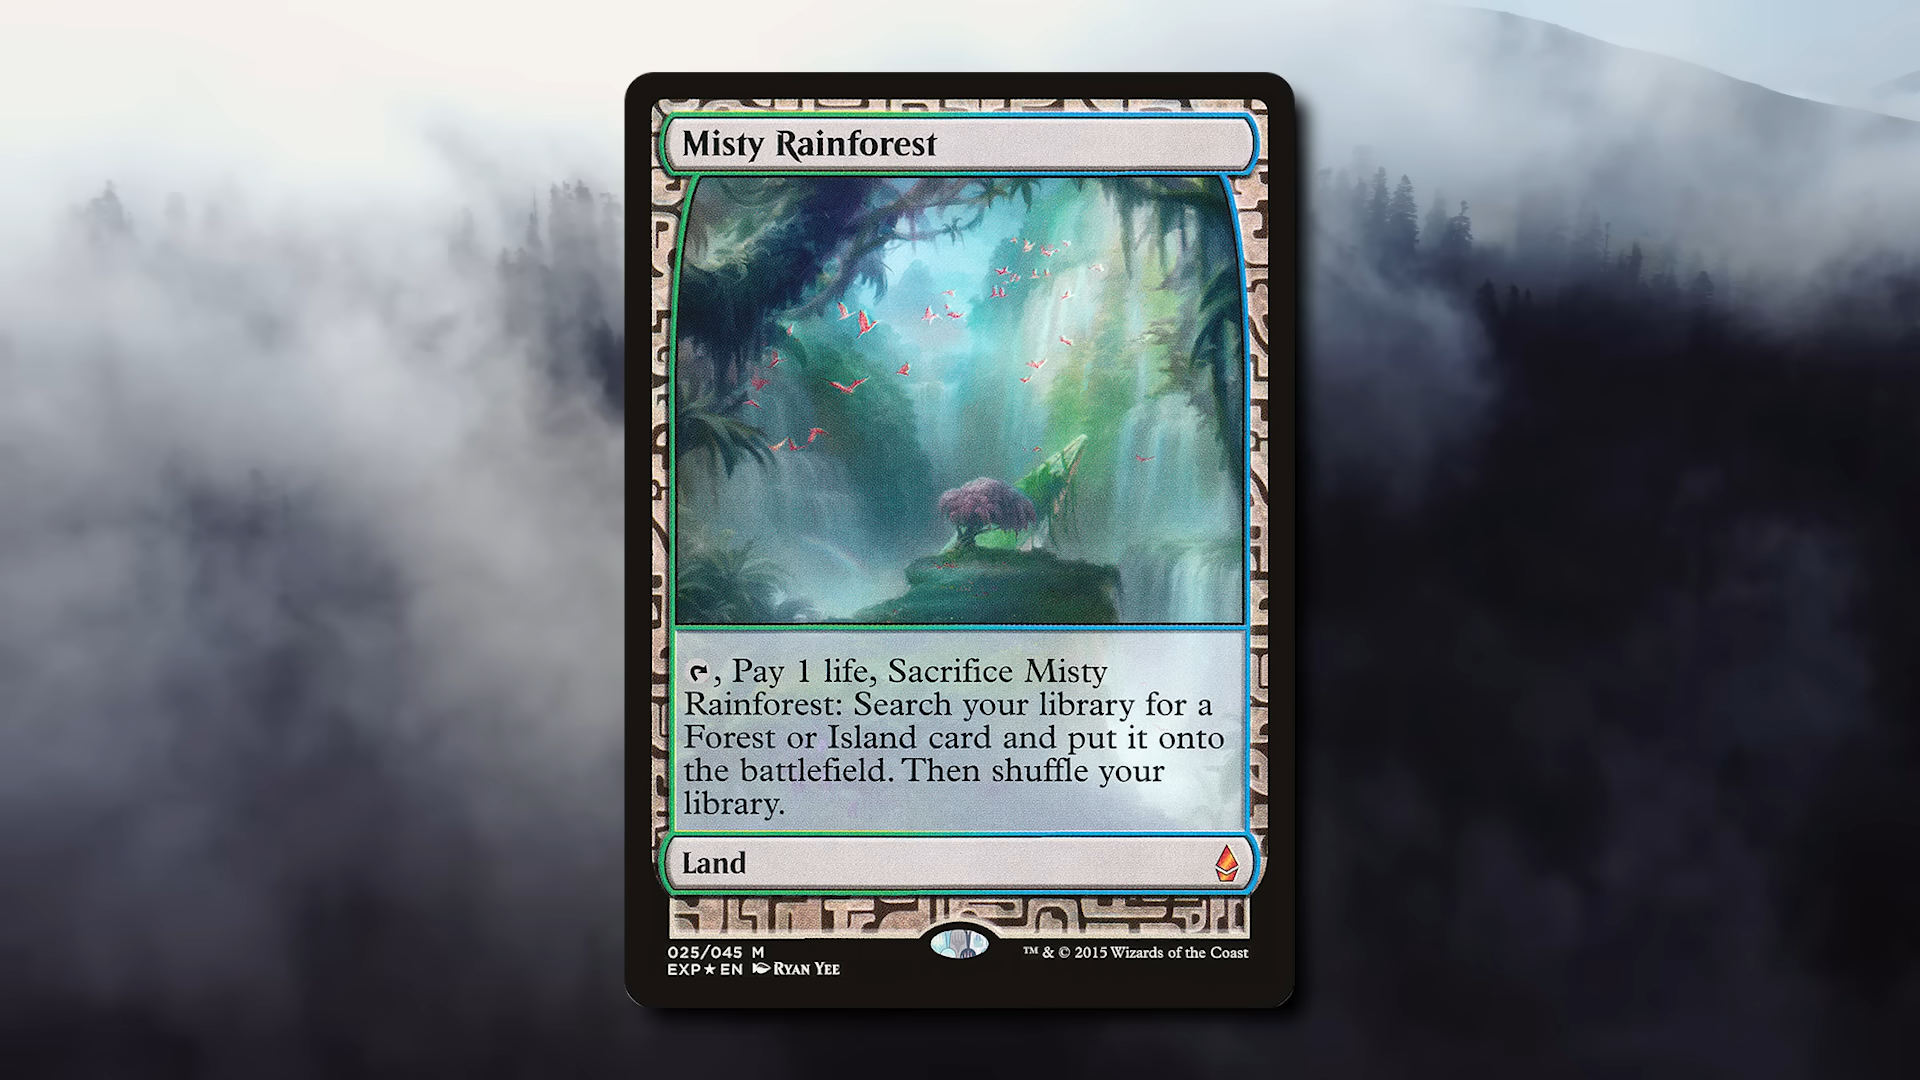 Misty Rainforest
, Pay 1 life, Sacrifice Misty
Rainforest: Search your library for a
Forest or Island card and put it onto
the battlefield. Then shuffle your
library.
Land
025/045 M
EXP★EN Ryan Yee
™ & © 2015 Wizards of the Coast